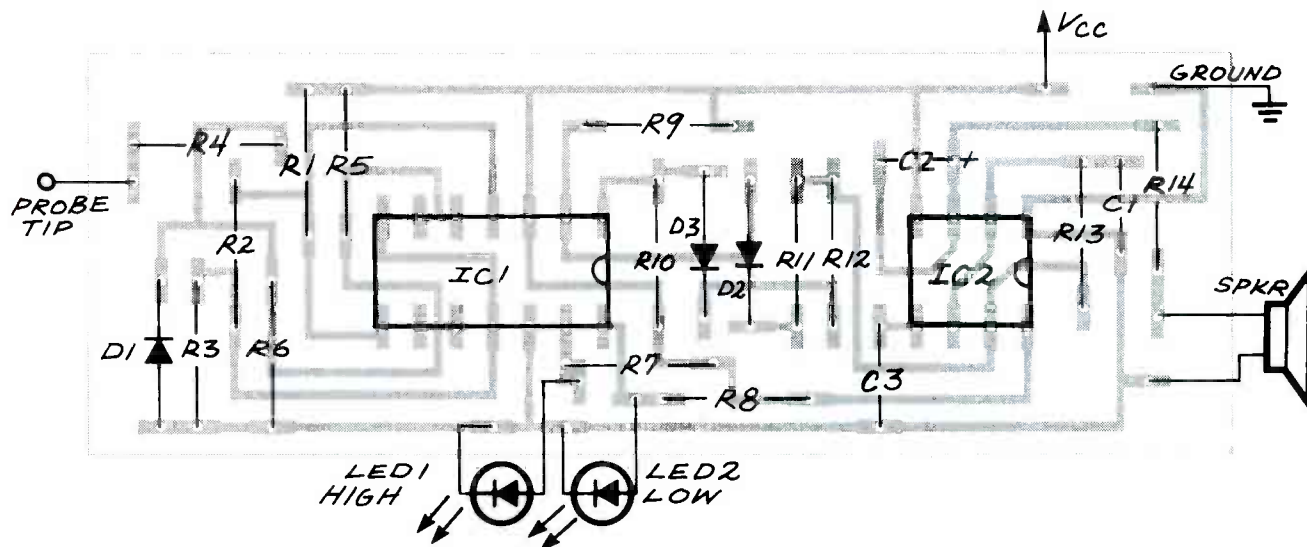 VCC
GROUND
R4
R9
R1
R5
C2 +
R14
C1
PROBE
TIP
R2
IC1
R10
D3
D2
R11
R12
IC2
R13
SPKR
D1
R3
R6
R7
R8
C3
LED1
HIGH
LED2
LOW